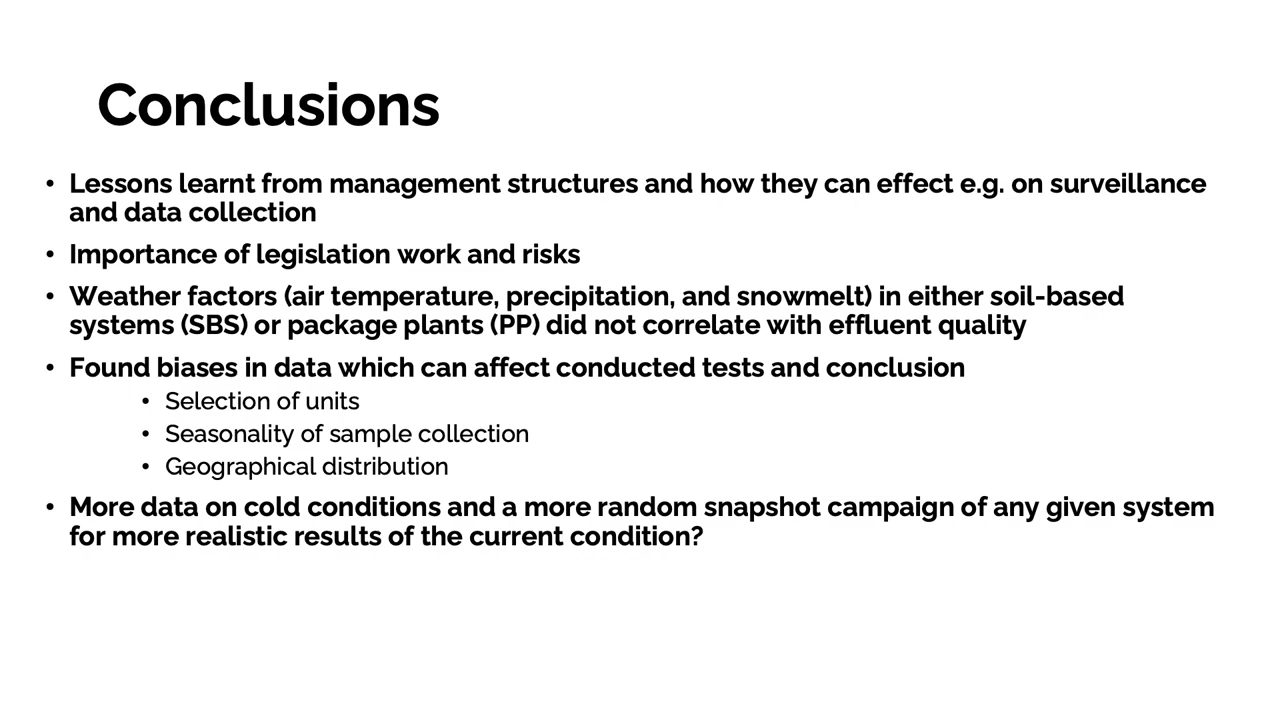 Conclusions
• Lessons learnt from management structures and how they can effect e.g. on surveillance
and data collection
• Importance of legislation work and risks
• Weather factors (air temperature, precipitation, and snowmelt) in either soil-based
systems (SBS) or package plants (PP) did not correlate with effluent quality
• Found biases in data which can affect conducted tests and conclusion
• Selection of units
• Seasonality of sample collection
• Geographical distribution
• More data on cold conditions and a more random snapshot campaign of any given system
for more realistic results of the current condition?